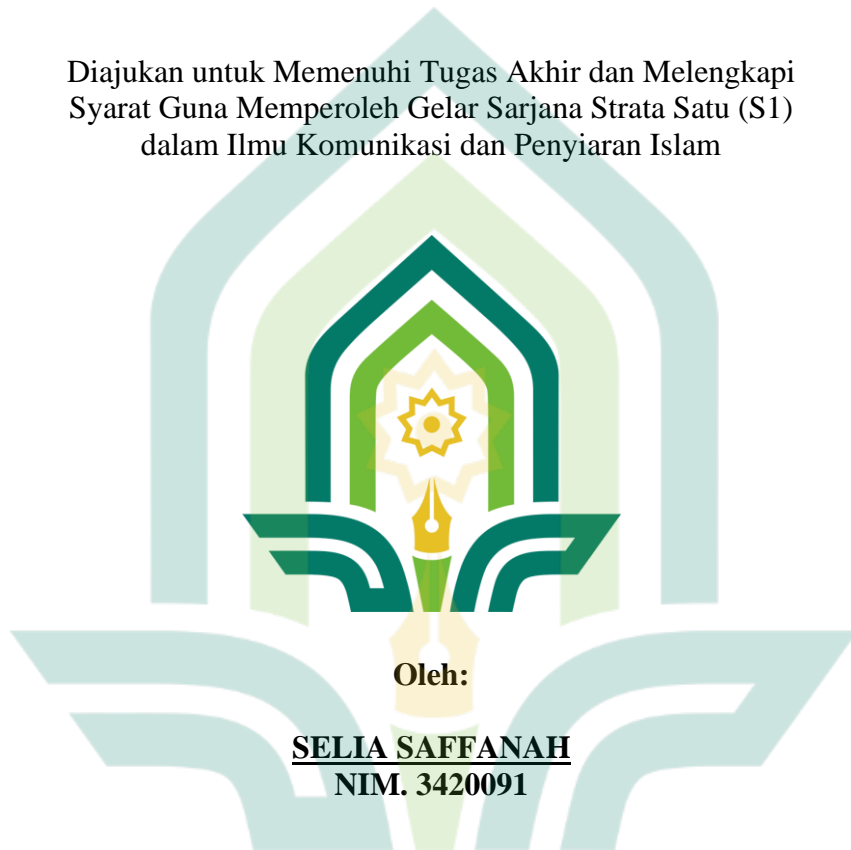 Diajukan untuk Memenuhi Tugas Akhir dan Melengkapi
Syarat Guna Memperoleh Gelar Sarjana Strata Satu (S1)
dalam Ilmu Komunikasi dan Penyiaran Islam
Oleh:
SELIA SAFFANAH
NIM. 3420091